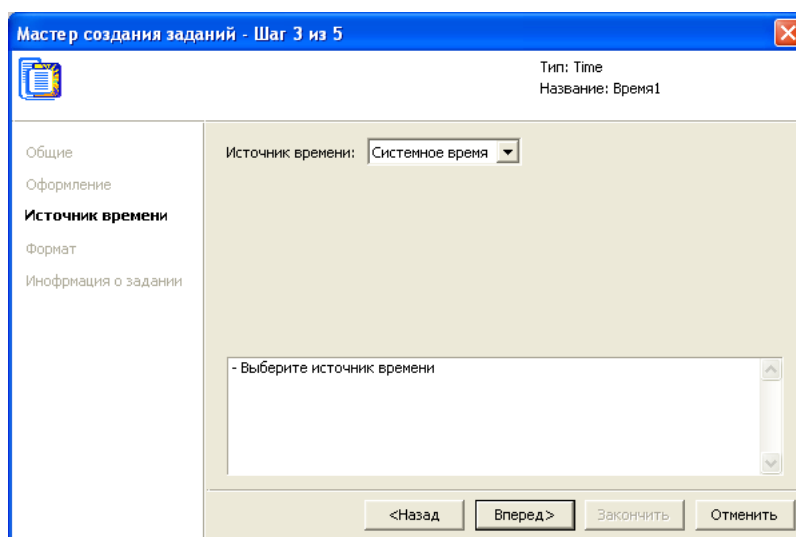 Мастер создания заданий - Шаг 3 из 5
Тип: Time
Название: Время1
Общие
Оформление
Источник времени
Формат
Инофрмация о задании
Источник времени: Системное время
- Выберите источник времени
<Назад Вперед> Закончить Отменить